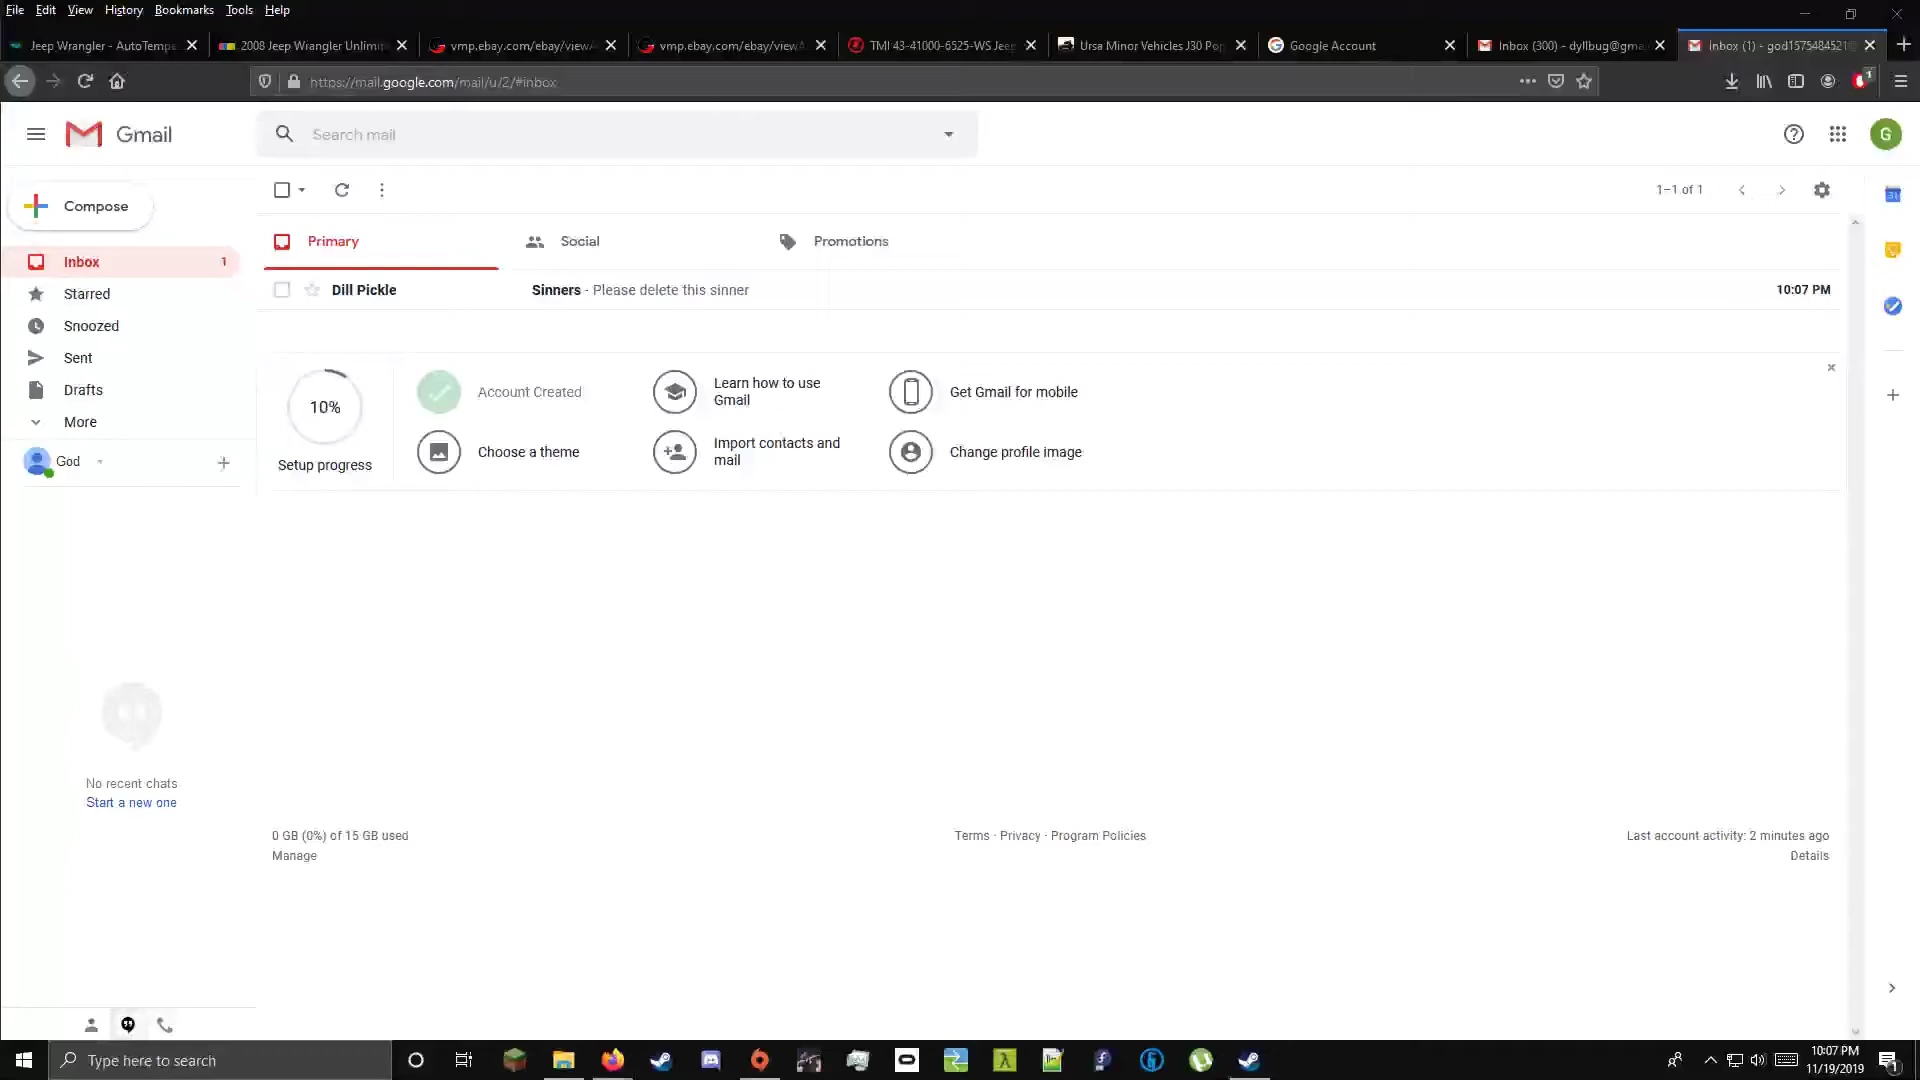 File Edit View History Bookmarks Tools Help
Jeep Wrangler - AutoTempe
2008 Jeep Wrangler Unlimi
vmp.ebay.com/ebay/view
vmp.ebay.com/ebay/view
TMI 43-41000-6525-WS Jeep
Ursa Minor Vehicles J30 Pop
Google Account
Inbox (300) - dyllbug@gma
Inbox (1) - god1575484521@
https://mail.google.com/mail/u/2/#inbox
1
Gmail
Search mail
G
Compose
1–1 of 1
31
Primary
Social
Promotions
Inbox 1
Dill Pickle
Sinners - Please delete this sinner
10:07 PM
Starred
Snoozed
Sent
Drafts
More
God
10%
Setup progress
Account Created
Learn how to use
Gmail
Get Gmail for mobile
Choose a theme
Import contacts and
mail
Change profile image
No recent chats
Start a new one
0 GB (0%) of 15 GB used
Manage
Terms · Privacy · Program Policies
Last account activity: 2 minutes ago
Details
Type here to search
10:07 PM
11/19/2019
1